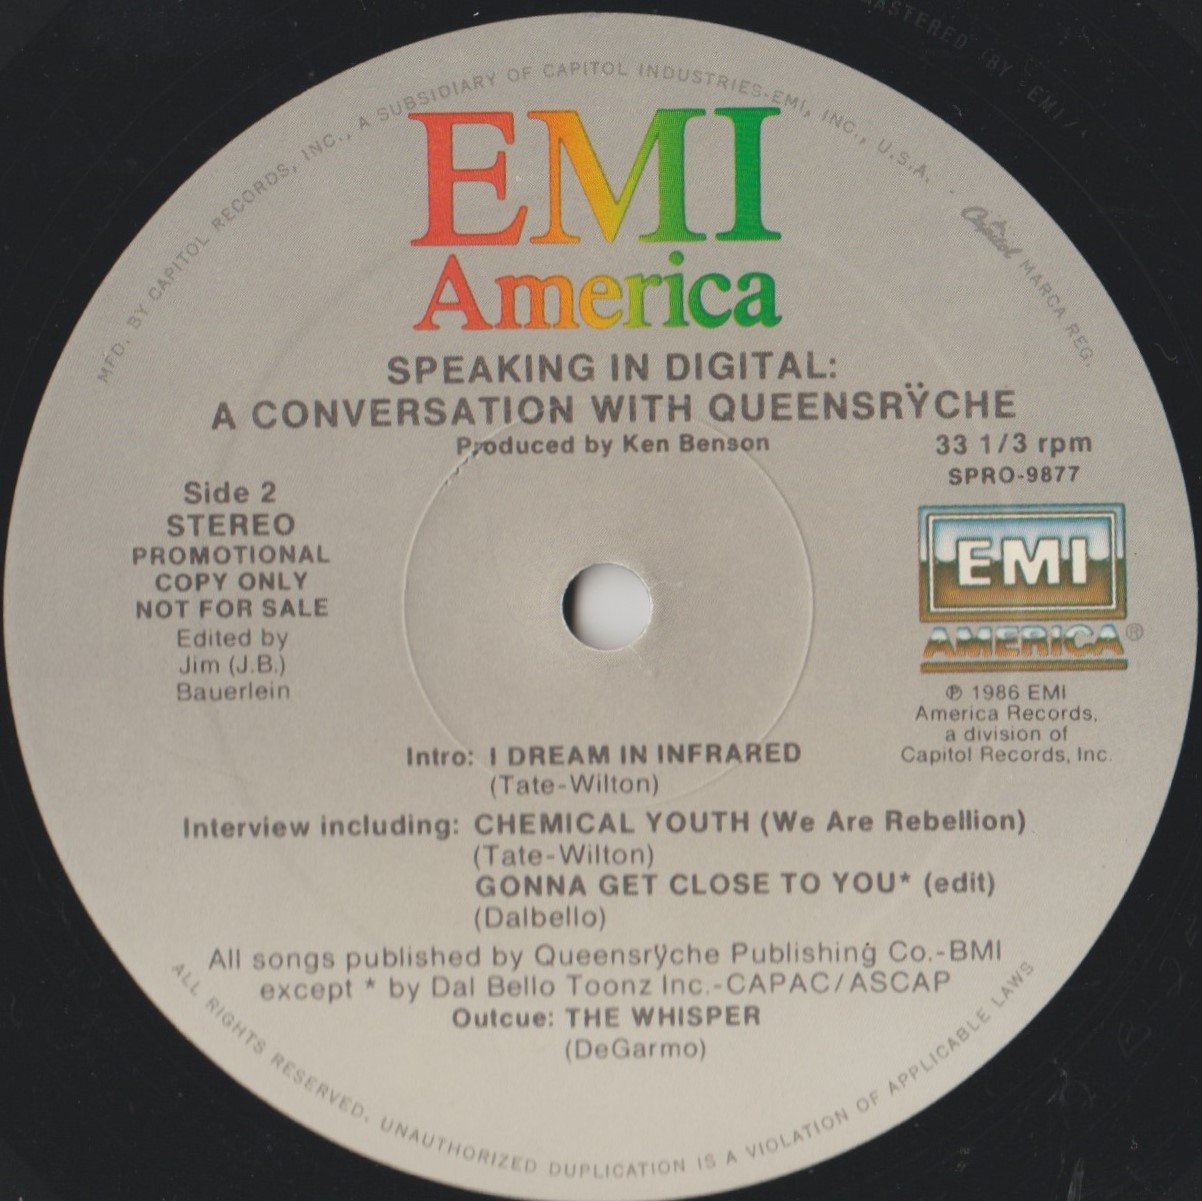 MASTERED BY EMI
MFD. BY CAPITOL RECORDS, INC., A SUBSIDIARY OF CAPITOL INDUSTRIES-EMI, INC., U.S.A. · Capitol MARCA REG.
EMI
America
SPEAKING IN DIGITAL:
A CONVERSATION WITH QUEENSRŸCHE
Produced by Ken Benson
33 1/3 rpm
SPRO-9877
Side 2
STEREO
PROMOTIONAL
COPY ONLY
NOT FOR SALE
Edited by
Jim (J.B.)
Bauerlein
EMI
AMERICA®
℗ 1986 EMI
America Records,
a division of
Capitol Records, Inc.
Intro: I DREAM IN INFRARED
(Tate-Wilton)
Interview including: CHEMICAL YOUTH (We Are Rebellion)
(Tate-Wilton)
GONNA GET CLOSE TO YOU* (edit)
(Dalbello)
All songs published by Queensrÿche Publishing Co.-BMI
except * by Dal Bello Toonz Inc.-CAPAC/ASCAP
Outcue: THE WHISPER
(DeGarmo)
ALL RIGHTS RESERVED. UNAUTHORIZED DUPLICATION IS A VIOLATION OF APPLICABLE LAWS